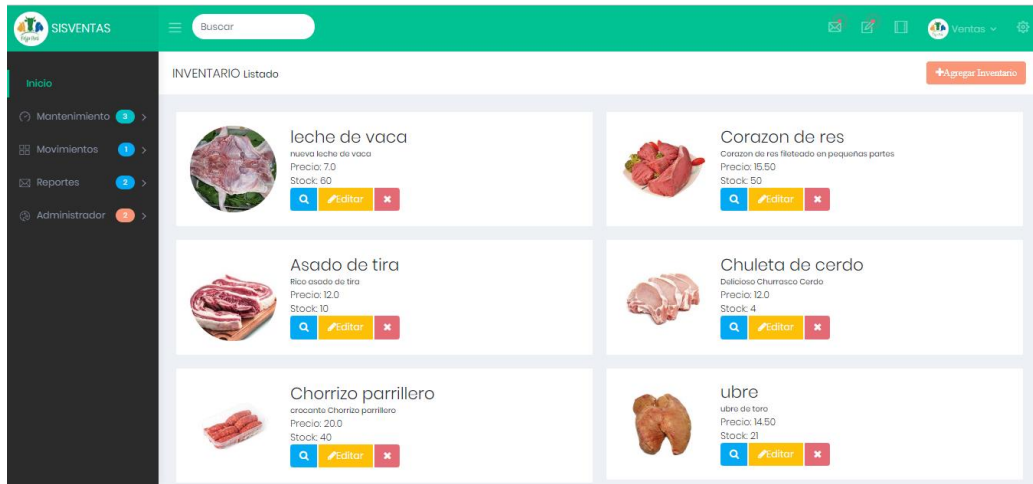 SISVENTAS
Buscar
Ventas
Inicio
Mantenimiento 3
Movimientos 1
Reportes 2
Administrador 2
INVENTARIO Listado
+Agregar Inventario
leche de vaca
nueva leche de vaca
Precio: 7.0
Stock: 60
Editar
Corazon de res
Corazon de res fileteado en pequeñas partes
Precio: 15.50
Stock: 50
Editar
Asado de tira
Rico asado de tira
Precio: 12.0
Stock: 10
Editar
Chuleta de cerdo
Delicioso Churrasco Cerdo
Precio: 12.0
Stock: 4
Editar
Chorrizo parrillero
crocante Chorrizo parrillero
Precio: 20.0
Stock: 40
Editar
ubre
ubre de toro
Precio: 14.50
Stock: 21
Editar